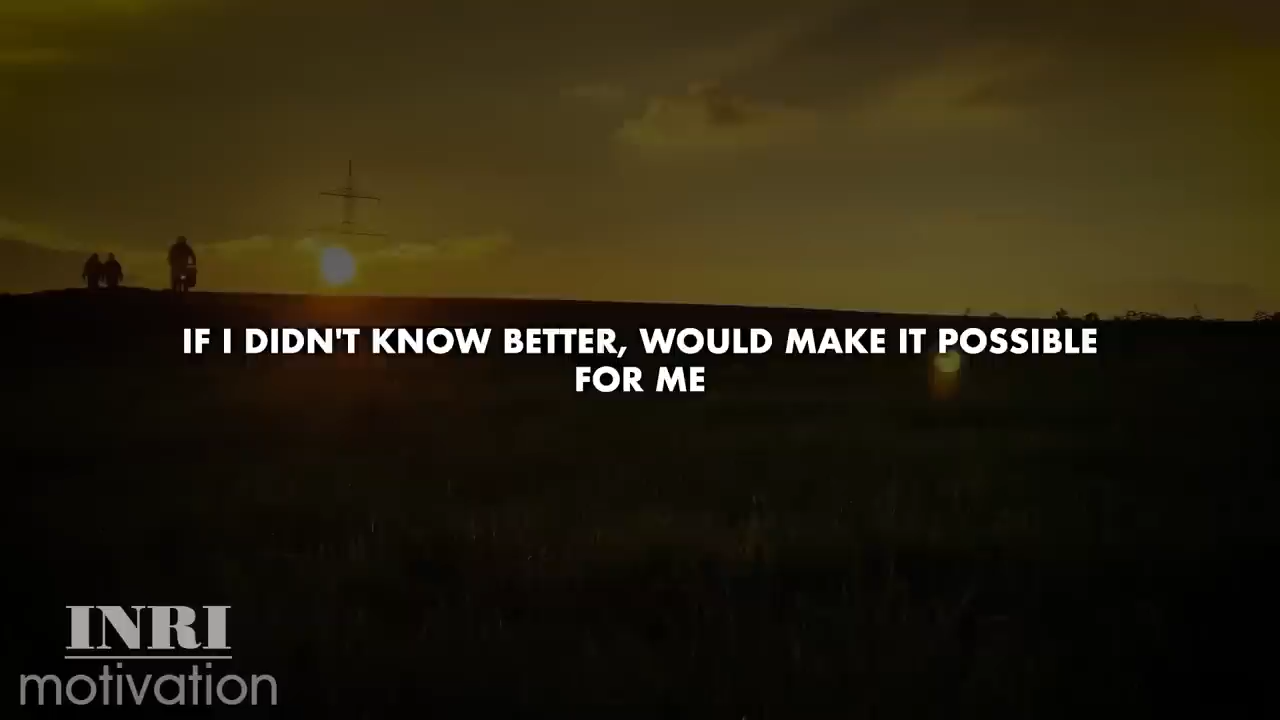 IF I DIDN'T KNOW BETTER, WOULD MAKE IT POSSIBLE
FOR ME
INRI
motivation